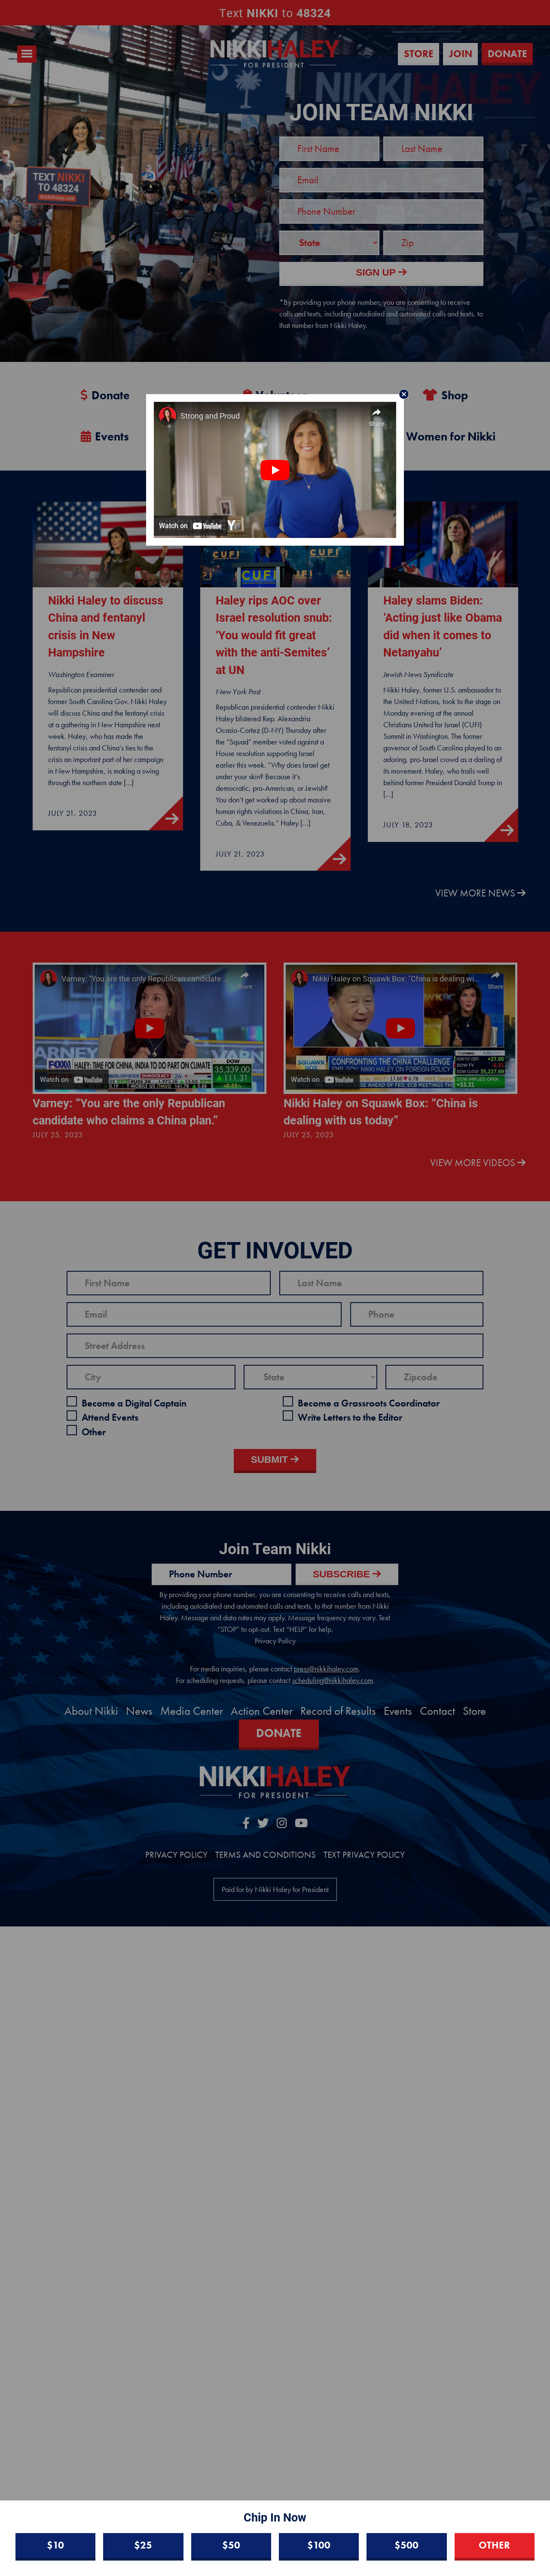 Text NIKKI to 48324
NIKKIHALEY
FOR PRESIDENT
STORE
JOIN
DONATE
TEXT NIKKI
TO 48324
JOIN TEAM NIKKI
First Name
Last Name
Email
Phone Number
State
Zip
SIGN UP
*By providing your phone number, you are consenting to receive
calls and texts, including autodialed and automated calls and texts, to
that number from Nikki Haley.
Donate
Shop
Events
Women for Nikki
Strong and Proud
Share
Watch on YouTube
CUFI
Nikki Haley to discuss
China and fentanyl
crisis in New
Hampshire
Washington Examiner
Republican presidential contender and
former South Carolina Gov. Nikki Haley
will discuss China and the fentanyl crisis
at a gathering in New Hampshire next
week. Haley, who has made the
fentanyl crisis and China's ties to the
crisis an important part of her campaign
in New Hampshire, is making a swing
through the northern state [...]
JULY 21, 2023
Haley rips AOC over
Israel resolution snub:
‘You would fit great
with the anti-Semites’
at UN
New York Post
Republican presidential contender Nikki
Haley blistered Rep. Alexandria
Ocasio-Cortez (D-NY) Thursday after
the “Squad” member voted against a
House resolution supporting Israel
earlier this week. “Why does Israel get
under your skin? Because it’s
democratic, pro-American, or Jewish?
You don’t get worked up about massive
human rights violations in China, Iran,
Cuba, & Venezuela,” Haley [...]
JULY 21, 2023
Haley slams Biden:
‘Acting just like Obama
did when it comes to
Netanyahu’
Jewish News Syndicate
Nikki Haley, former U.S. ambassador to
the United Nations, took to the stage on
Monday evening at the annual
Christians United for Israel (CUFI)
Summit in Washington. The former
governor of South Carolina played to an
adoring, pro-Israel crowd as a darling of
its movement. Haley, who trails well
behind former President Donald Trump in
[...]
JULY 18, 2023
VIEW MORE NEWS
Varney: “You are the only Republican candidate
Share
VARNEY
HALEY: TIME FOR CHINA, INDIA TO DO PART ON CLIMATE
DOW
35,339.00
111.31
Watch on YouTube
Varney: “You are the only Republican
candidate who claims a China plan.”
JULY 25, 2023
Nikki Haley on Squawk Box: “China is dealing wi...
Share
CONFRONTING THE CHINA CHALLENGE
Watch on YouTube
Nikki Haley on Squawk Box: “China is
dealing with us today”
JULY 25, 2023
VIEW MORE VIDEOS
GET INVOLVED
First Name
Last Name
Email
Phone
Street Address
City
State
Zipcode
Become a Digital Captain
Become a Grassroots Coordinator
Attend Events
Write Letters to the Editor
Other
SUBMIT
Join Team Nikki
Phone Number
SUBSCRIBE
By providing your phone number, you are consenting to receive calls and texts,
including autodialed and automated calls and texts, to that number from Nikki
Haley. Message and data rates may apply. Message frequency may vary. Text
“STOP” to opt-out. Text “HELP” for help.
Privacy Policy
For media inquiries, please contact press@nikkihaley.com.
For scheduling requests, please contact scheduling@nikkihaley.com.
About Nikki News Media Center Action Center Record of Results Events Contact Store
DONATE
NIKKIHALEY
FOR PRESIDENT
PRIVACY POLICY TERMS AND CONDITIONS TEXT PRIVACY POLICY
Paid for by Nikki Haley for President
Chip In Now
$10
$25
$50
$100
$500
OTHER